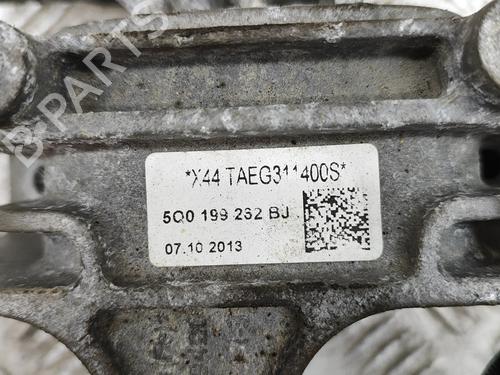 B-PARTS
*X44 TAEG311400S*
5Q0 199 262 BJ
07.10 2013